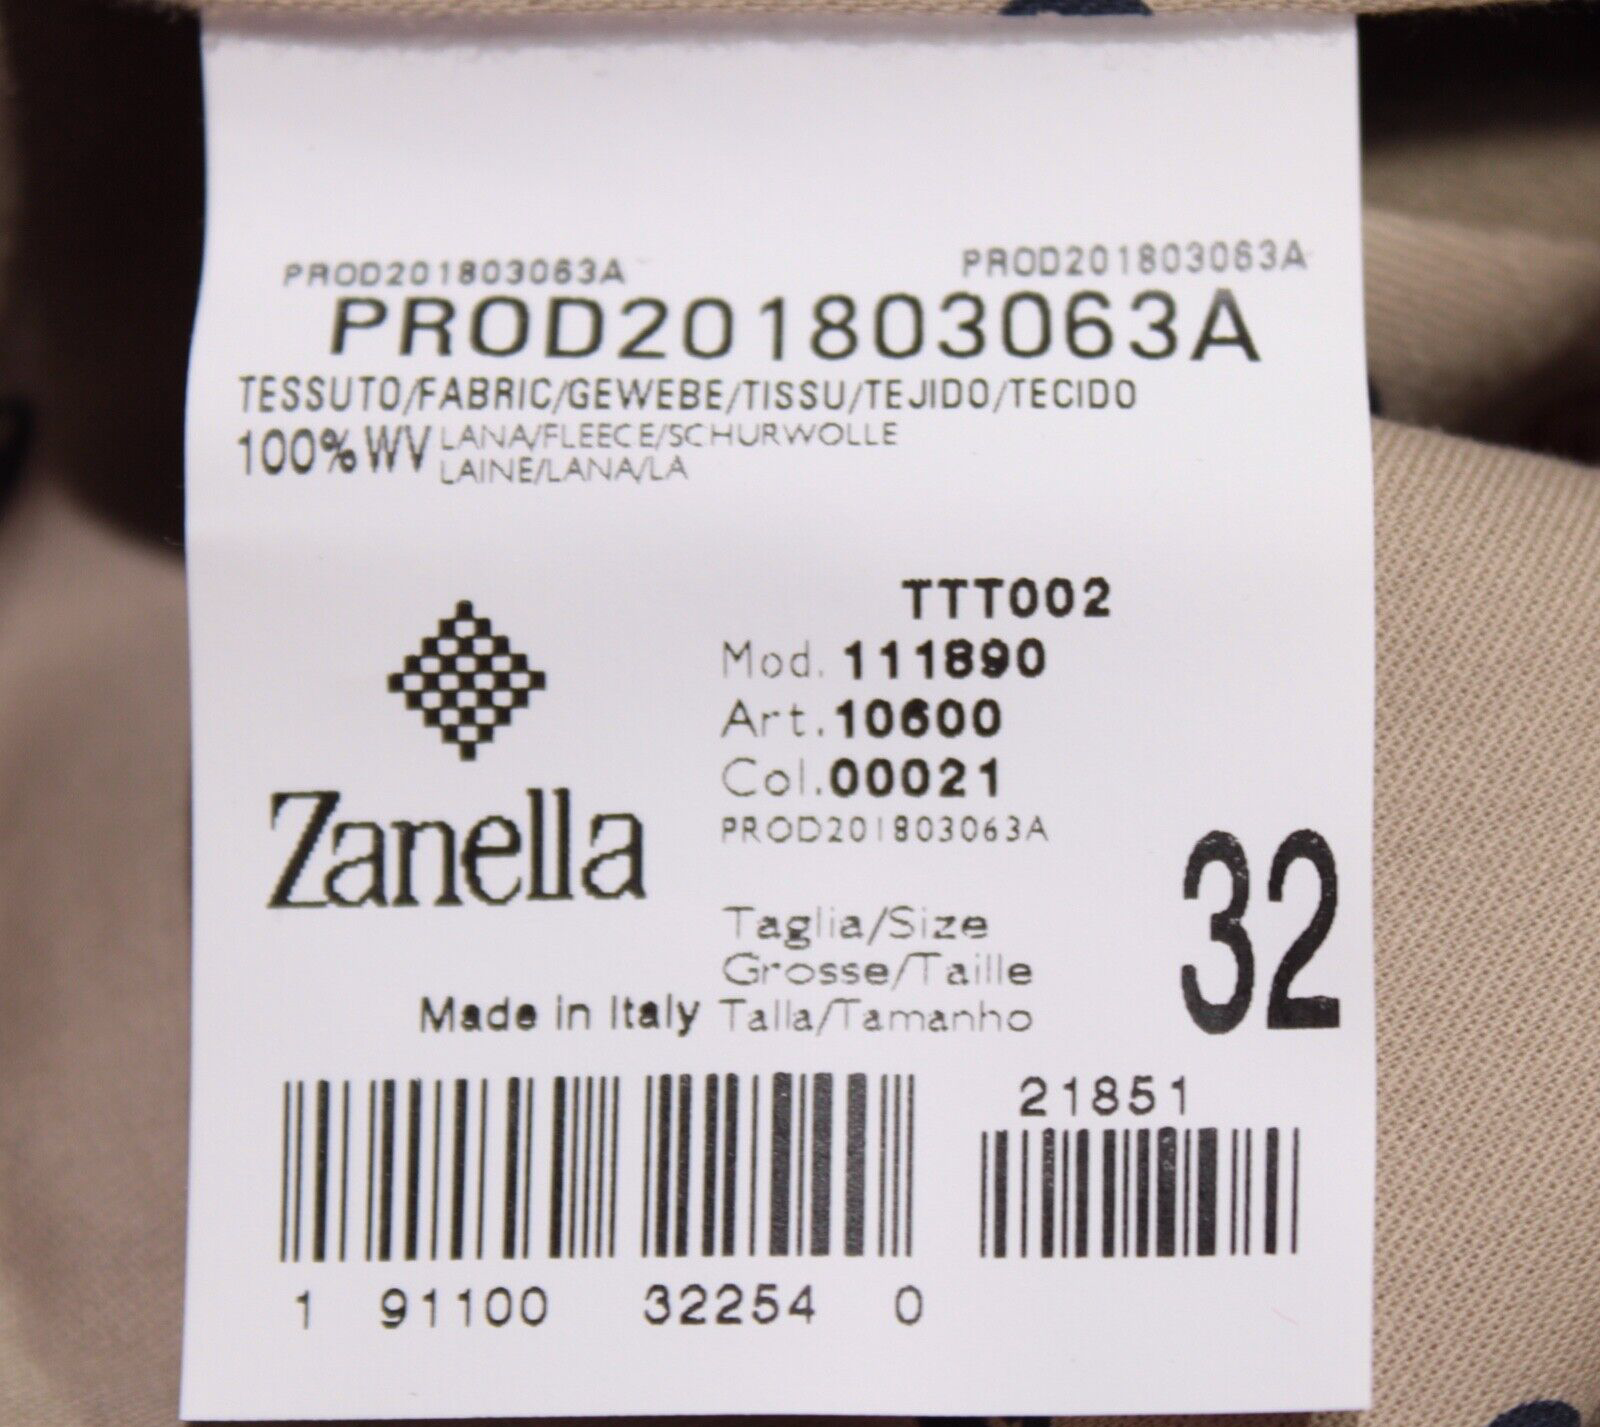 PROD201803063A PROD201803063A
PROD201803063A
TESSUTO/FABRIC/GEWEBE/TISSU/TEJIDO/TECIDO
100% WV LANA/FLEECE/SCHURWOLLE
LAINE/LANA/LA
TTT002
Mod. 111890
Art. 10600
Col. 00021
PROD201803063A
Zanella
32
Taglia/Size
Grosse/Taille
Made in Italy Talla/Tamanho
21851
1 91100 32254 0